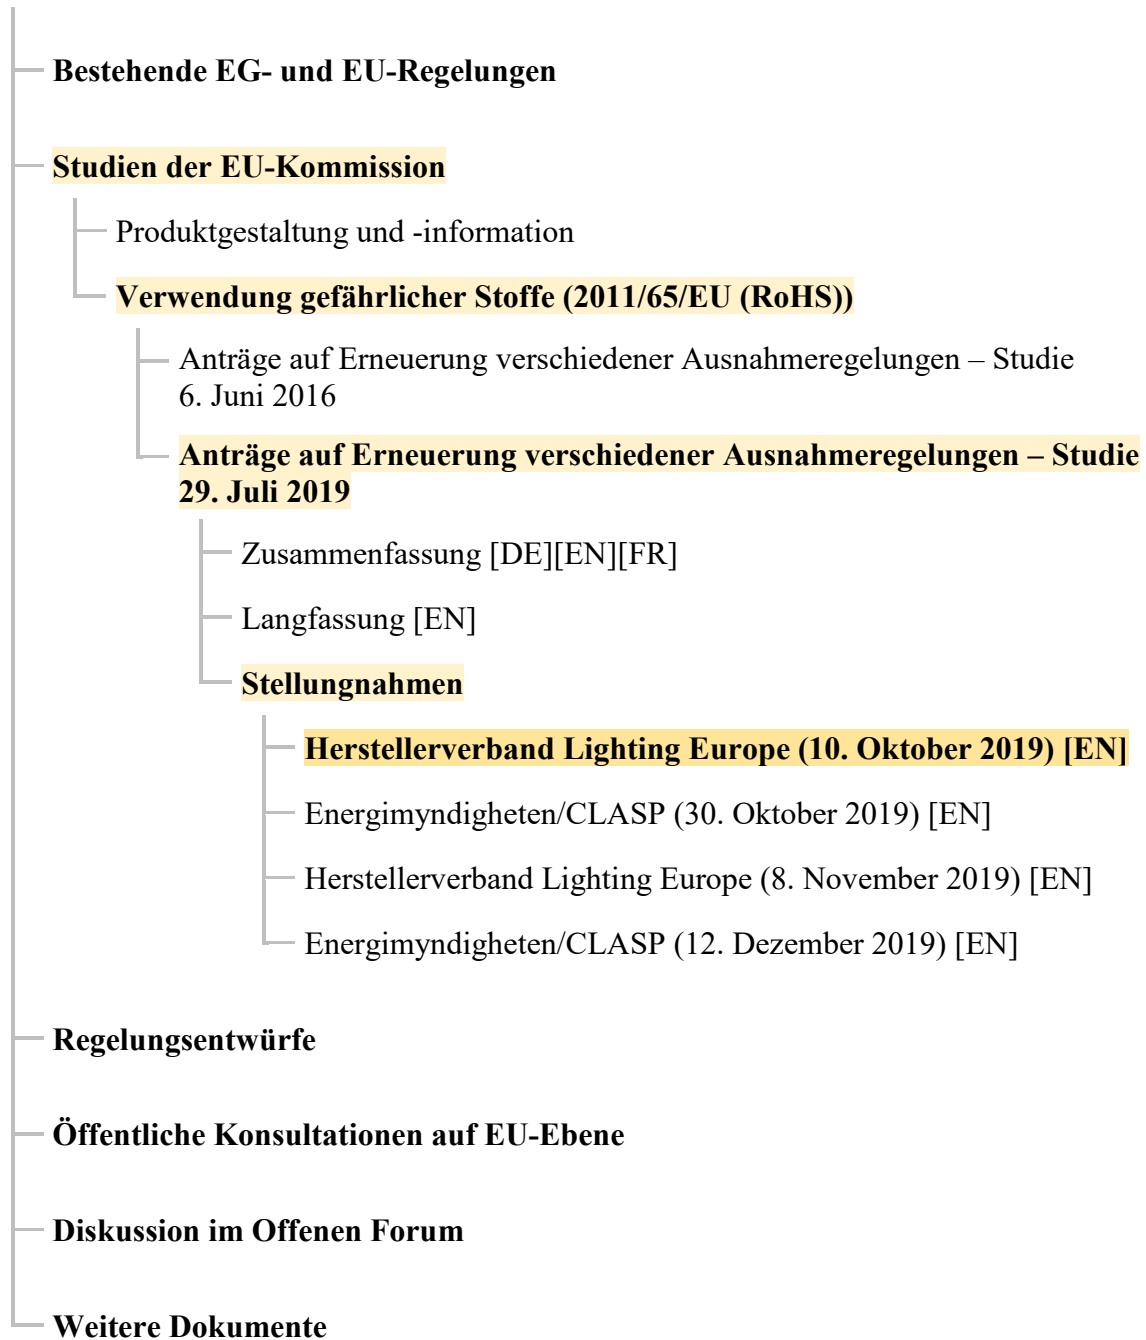 Bestehende EG- und EU-Regelungen
Studien der EU-Kommission
Produktgestaltung und -information
Verwendung gefährlicher Stoffe (2011/65/EU (RoHS))
Anträge auf Erneuerung verschiedener Ausnahmeregelungen – Studie
6. Juni 2016
Anträge auf Erneuerung verschiedener Ausnahmeregelungen – Studie
29. Juli 2019
Zusammenfassung [DE][EN][FR]
Langfassung [EN]
Stellungnahmen
Herstellerverband Lighting Europe (10. Oktober 2019) [EN]
Energimyndigheten/CLASP (30. Oktober 2019) [EN]
Herstellerverband Lighting Europe (8. November 2019) [EN]
Energimyndigheten/CLASP (12. Dezember 2019) [EN]
Regelungsentwürfe
Öffentliche Konsultationen auf EU-Ebene
Diskussion im Offenen Forum
Weitere Dokumente